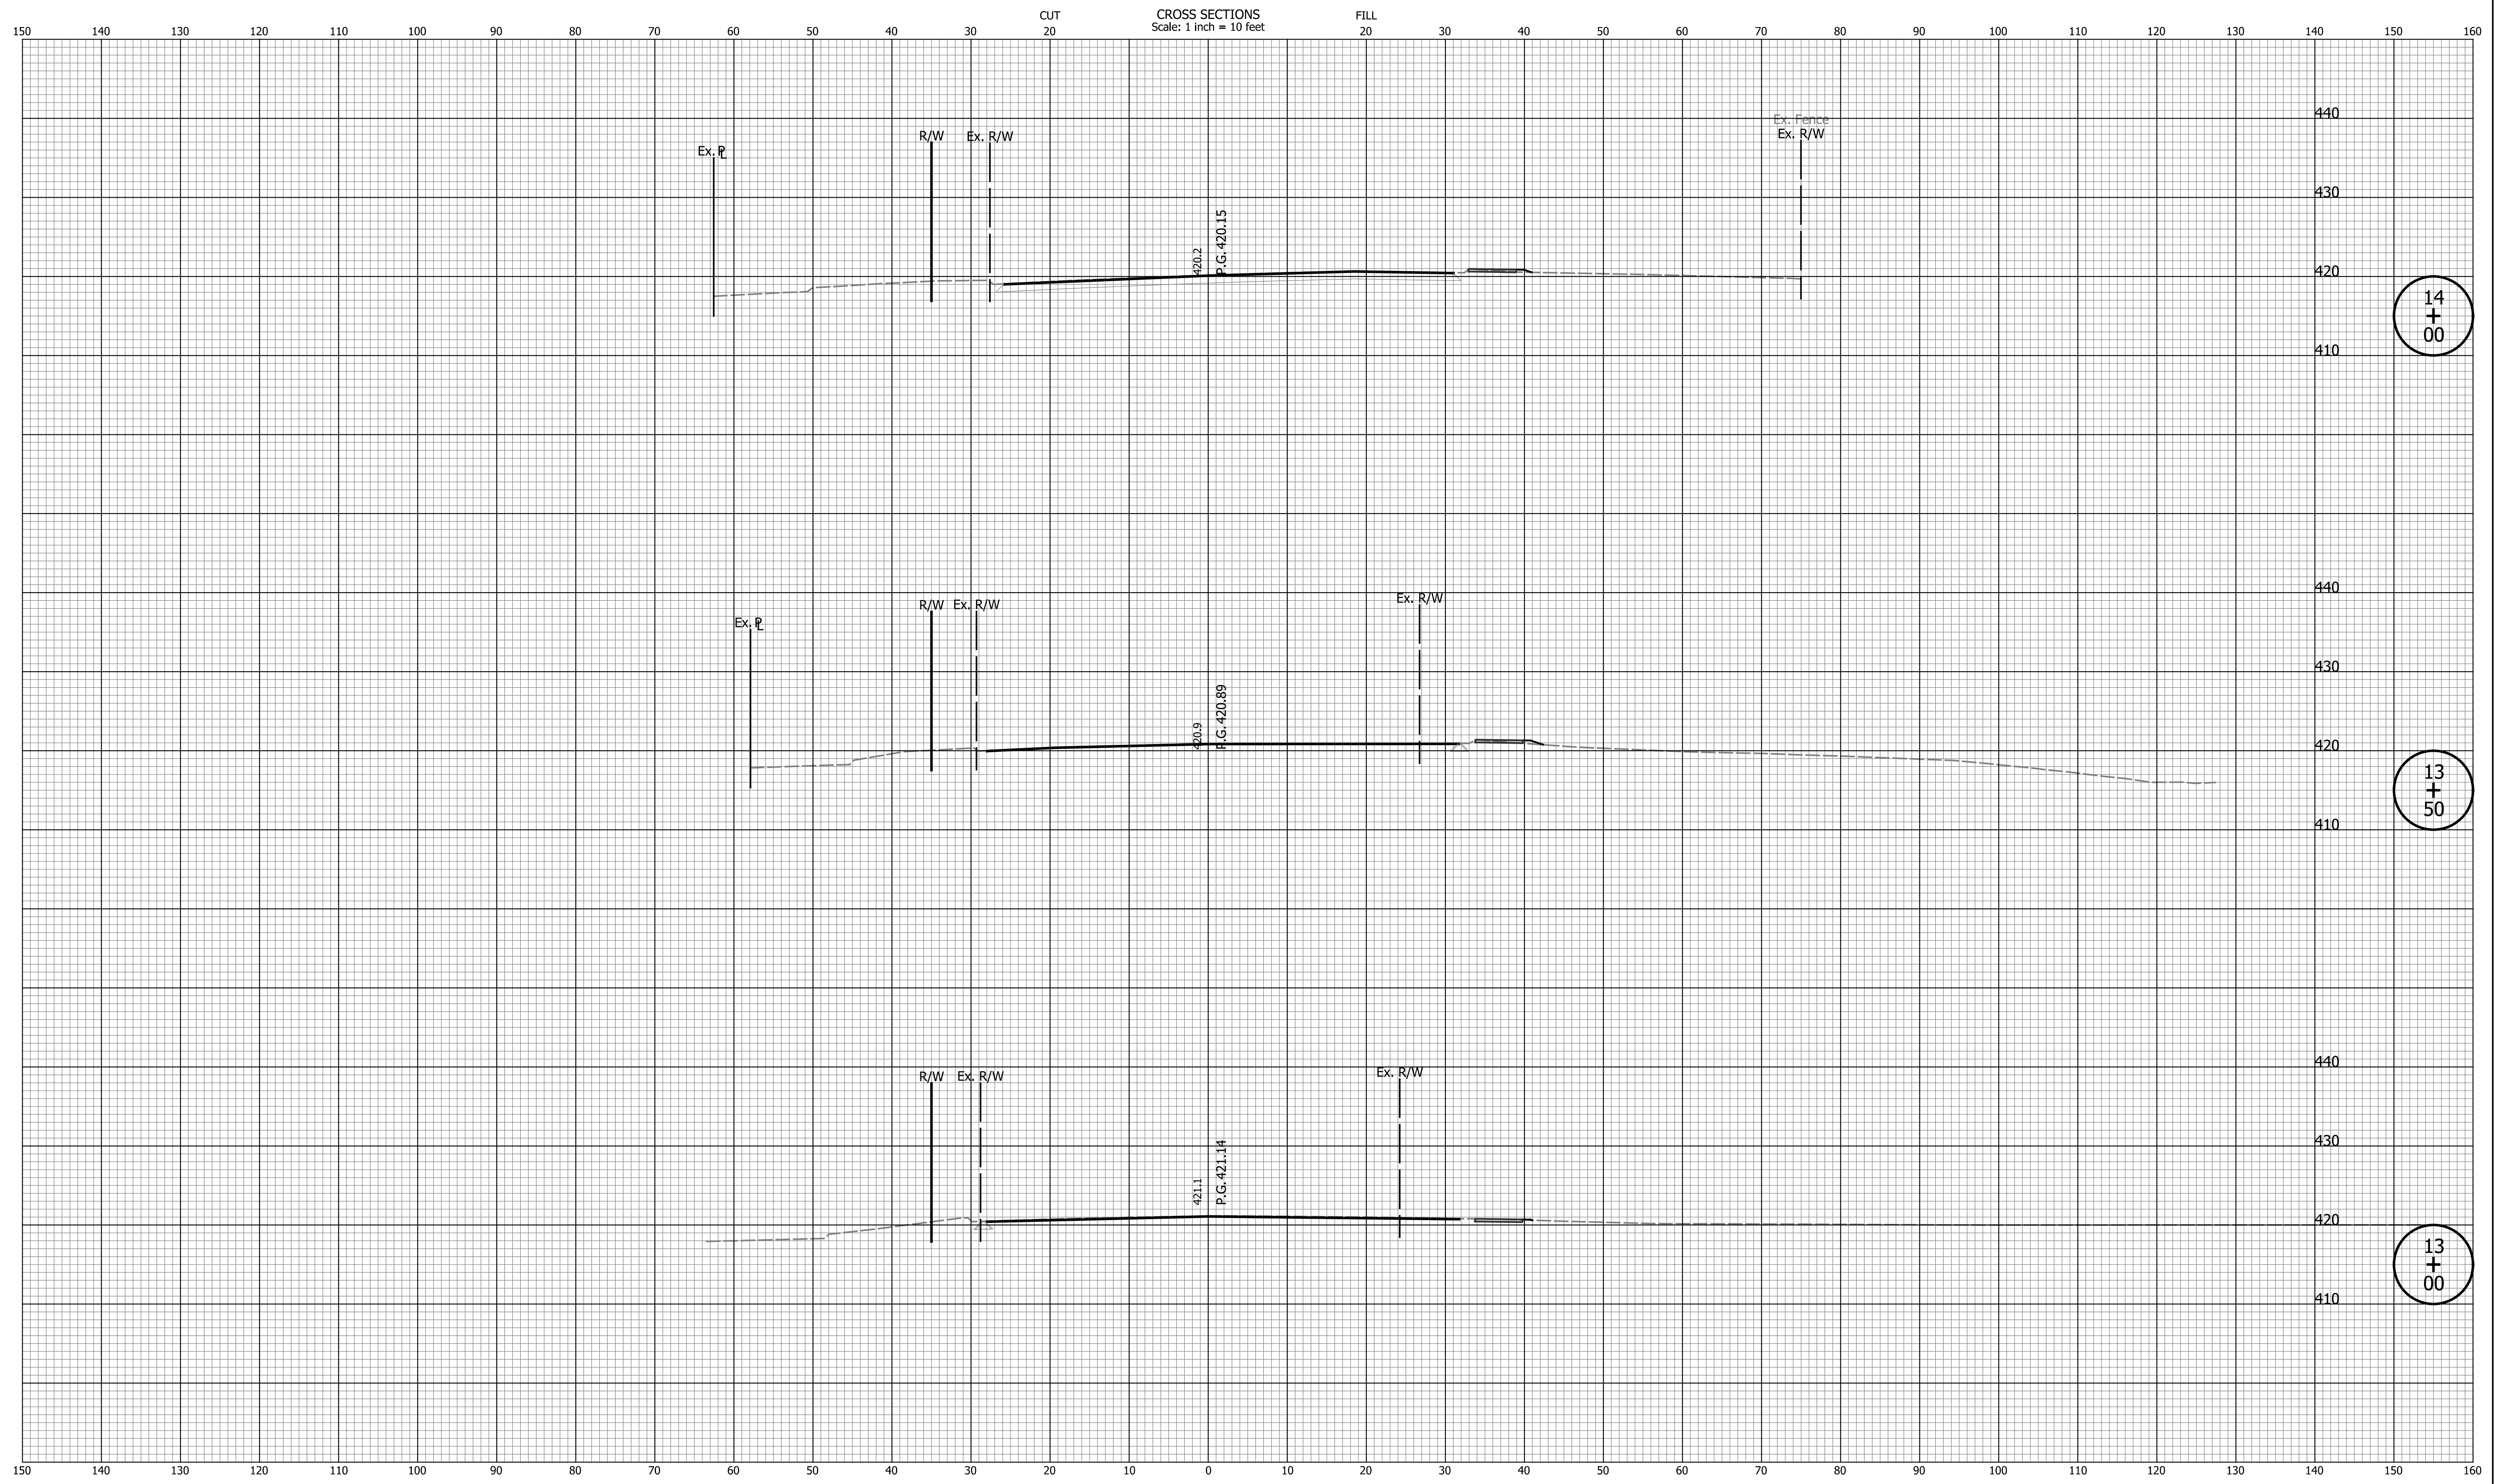 CUT CROSS SECTIONS FILL
Scale: 1 inch = 10 feet
150 140 130 120 110 100 90 80 70 60 50 40 30 20 20 30 40 50 60 70 80 90 100 110 120 130 140 150 160
440
Ex. Fence
R/W Ex. R/W Ex. R/W
Ex. PL
430
420.2 P.G. 420.15
420
14
+
00
410
440
R/W Ex. R/W Ex. R/W
Ex. PL
430
420.9 P.G. 420.89
420
13
+
50
410
440
R/W Ex. R/W Ex. R/W
430
421.1 P.G. 421.14
420
13
+
00
410
150 140 130 120 110 100 90 80 70 60 50 40 30 20 10 0 10 20 30 40 50 60 70 80 90 100 110 120 130 140 150 160